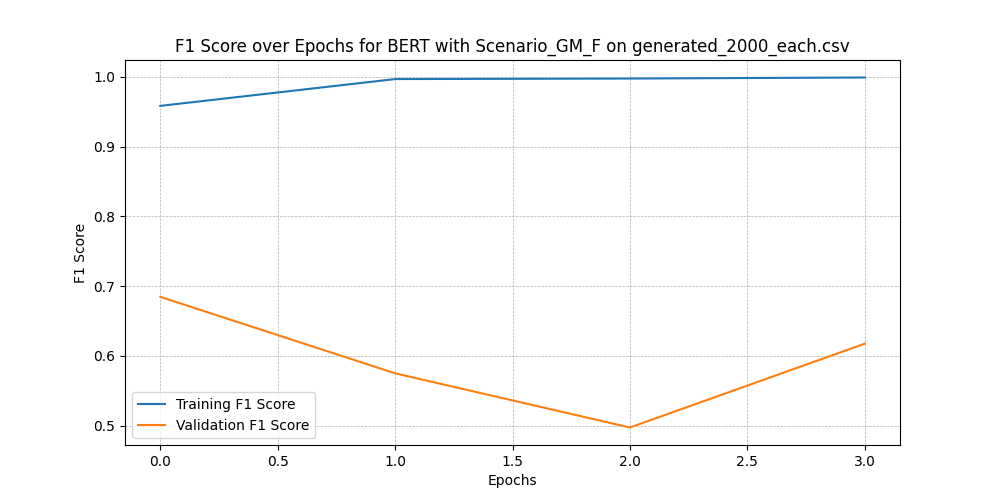 F1 Score over Epochs for BERT with Scenario_GM_F on generated_2000_each.csv
1.0
0.9
0.8
0.7
0.6
0.5
F1 Score
Training F1 Score
Validation F1 Score
0.0 0.5 1.0 1.5 2.0 2.5 3.0
Epochs